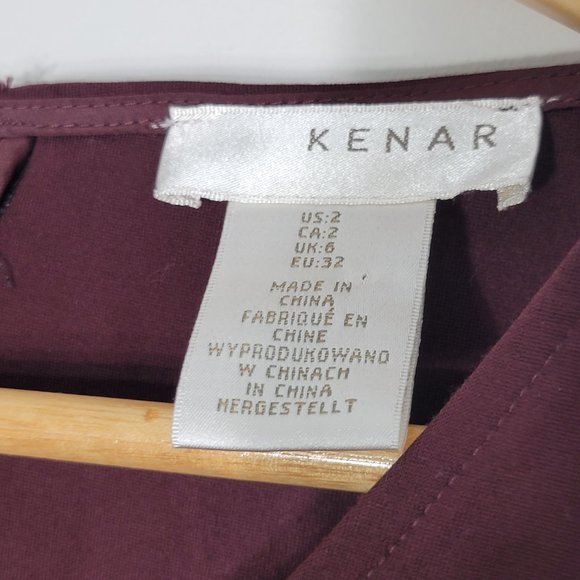 KENAR
US:2
CA:2
UK:6
EU:32
MADE IN
CHINA
FABRIQUÉ EN
CHINE
WYPRODUKOWANO
W CHINACH
IN CHINA
HERGESTELLT